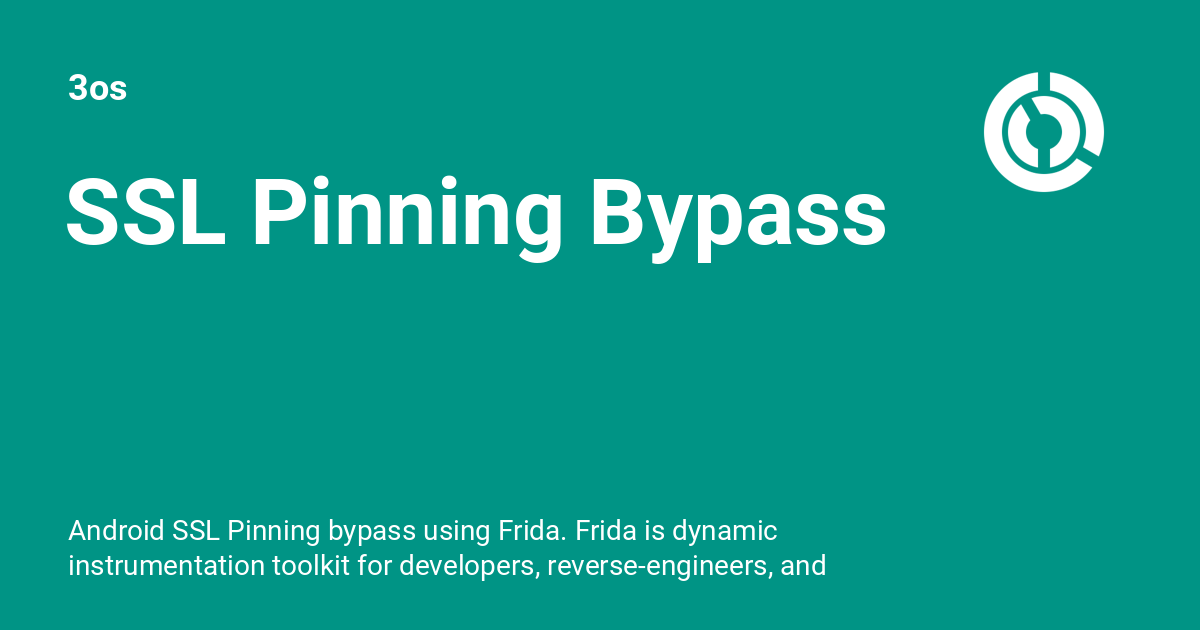 3os
SSL Pinning Bypass
Android SSL Pinning bypass using Frida. Frida is dynamic
instrumentation toolkit for developers, reverse-engineers, and